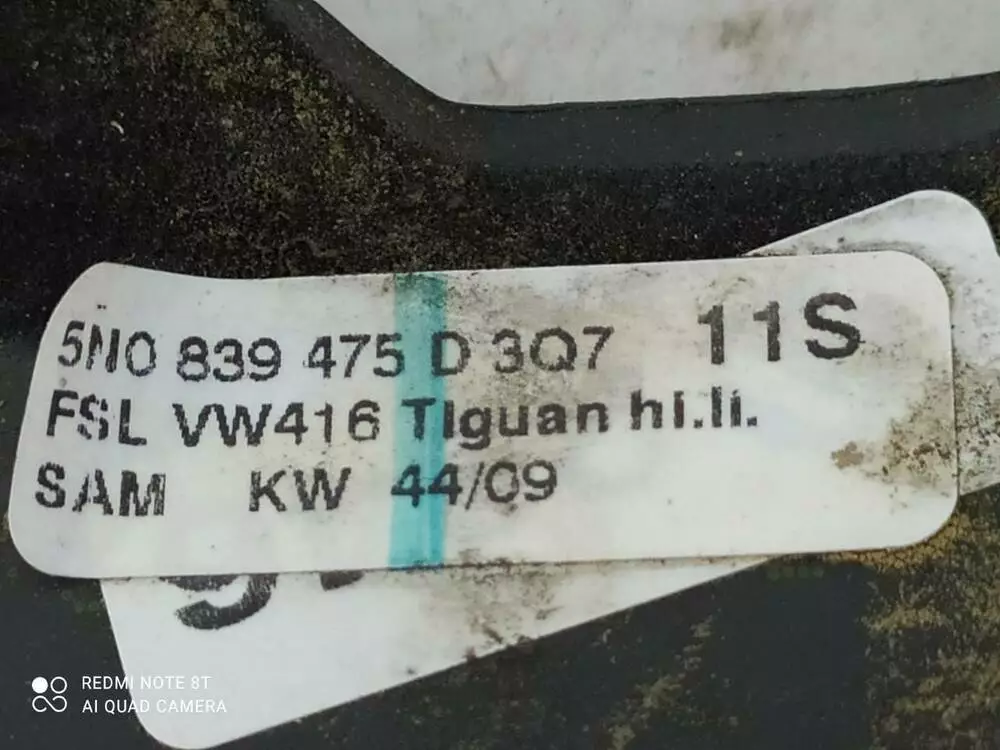 5N0 839 475 D 3Q7 11S
FSL VW416 Tiguan hi.li.
SAM KW 44/09
REDMI NOTE 8T
AI QUAD CAMERA